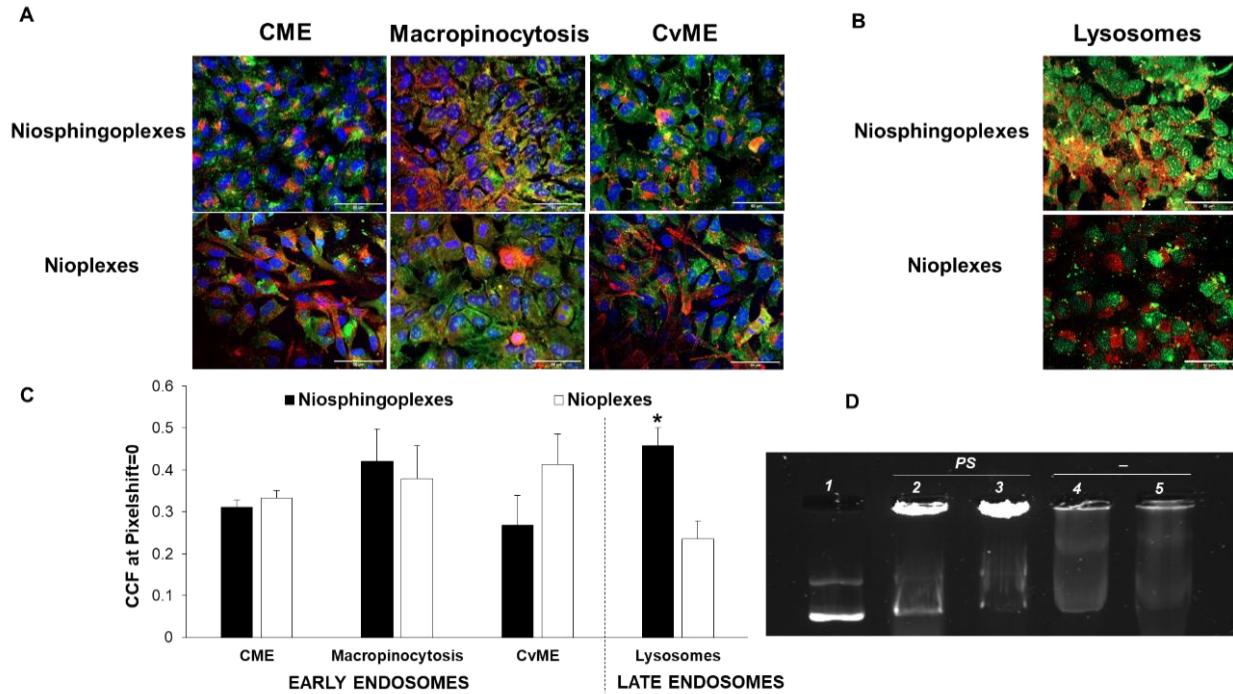 A
CME
Macropinocytosis
CvME
Niosphingoplexes
Nioplexes
B
Lysosomes
Niosphingoplexes
Nioplexes
C
Niosphingoplexes
Nioplexes
*
CCF at Pixelshift=0
0.6
0.5
0.4
0.3
0.2
0.1
0
CME
Macropinocytosis
CvME
Lysosomes
EARLY ENDOSOMES
LATE ENDOSOMES
D
PS
–
1
2
3
4
5